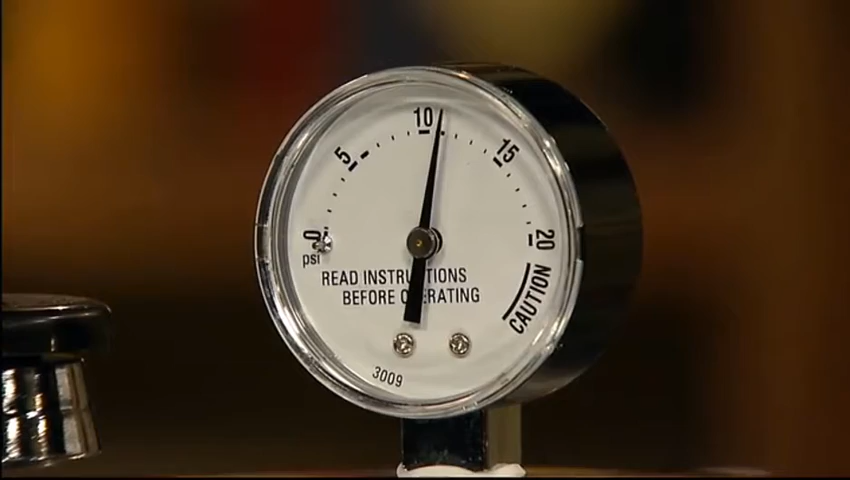 10
5
15
0
20
psi
READ INSTRUCTIONS
BEFORE OPERATING
CAUTION
3009